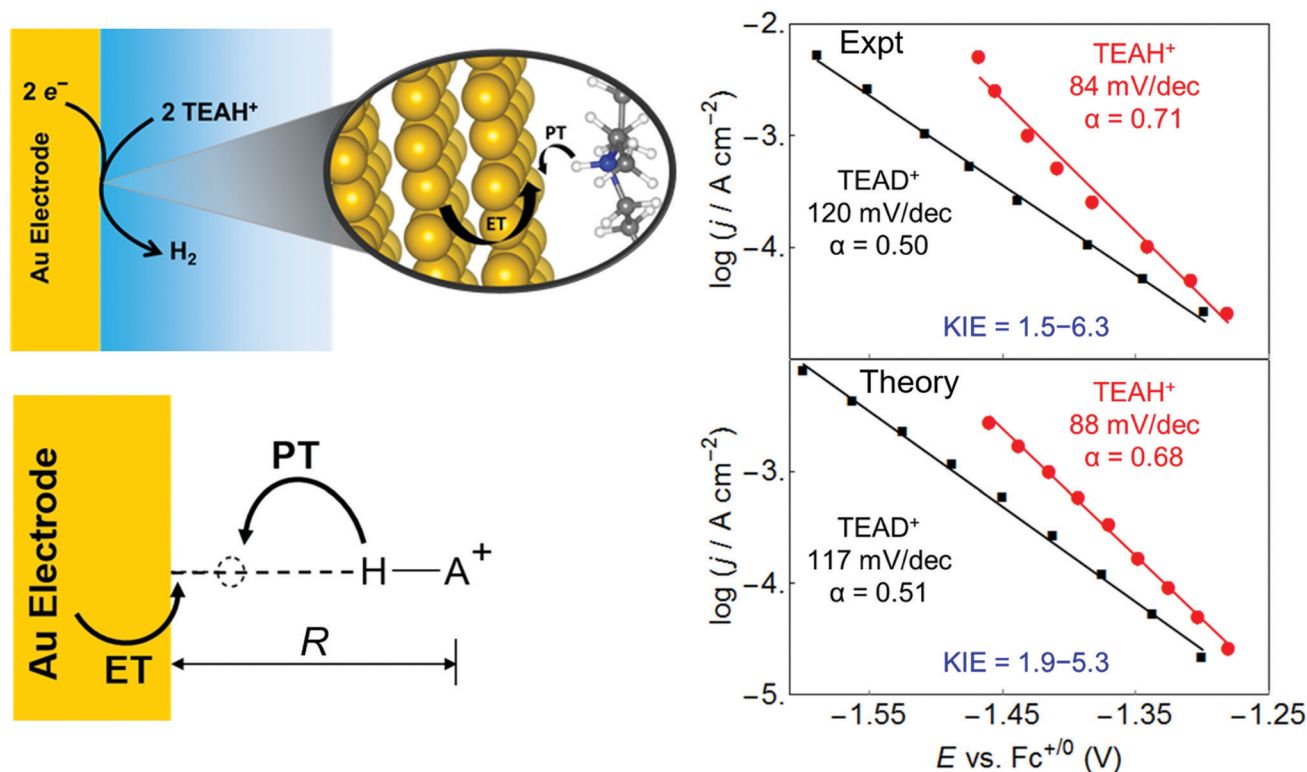 2 e⁻
2 TEAH⁺
Au Electrode
H₂
PT
ET
Au Electrode
PT
H
A⁺
ET
R
Expt
TEAH⁺
84 mV/dec
α = 0.71
TEAD⁺
120 mV/dec
α = 0.50
KIE = 1.5−6.3
log (j / A cm⁻²)
−2.
−3.
−4.
Theory
TEAH⁺
88 mV/dec
α = 0.68
TEAD⁺
117 mV/dec
α = 0.51
KIE = 1.9−5.3
log (j / A cm⁻²)
−3.
−4.
−5.
−1.55
−1.45
−1.35
−1.25
E vs. Fc⁺ᐟ⁰ (V)